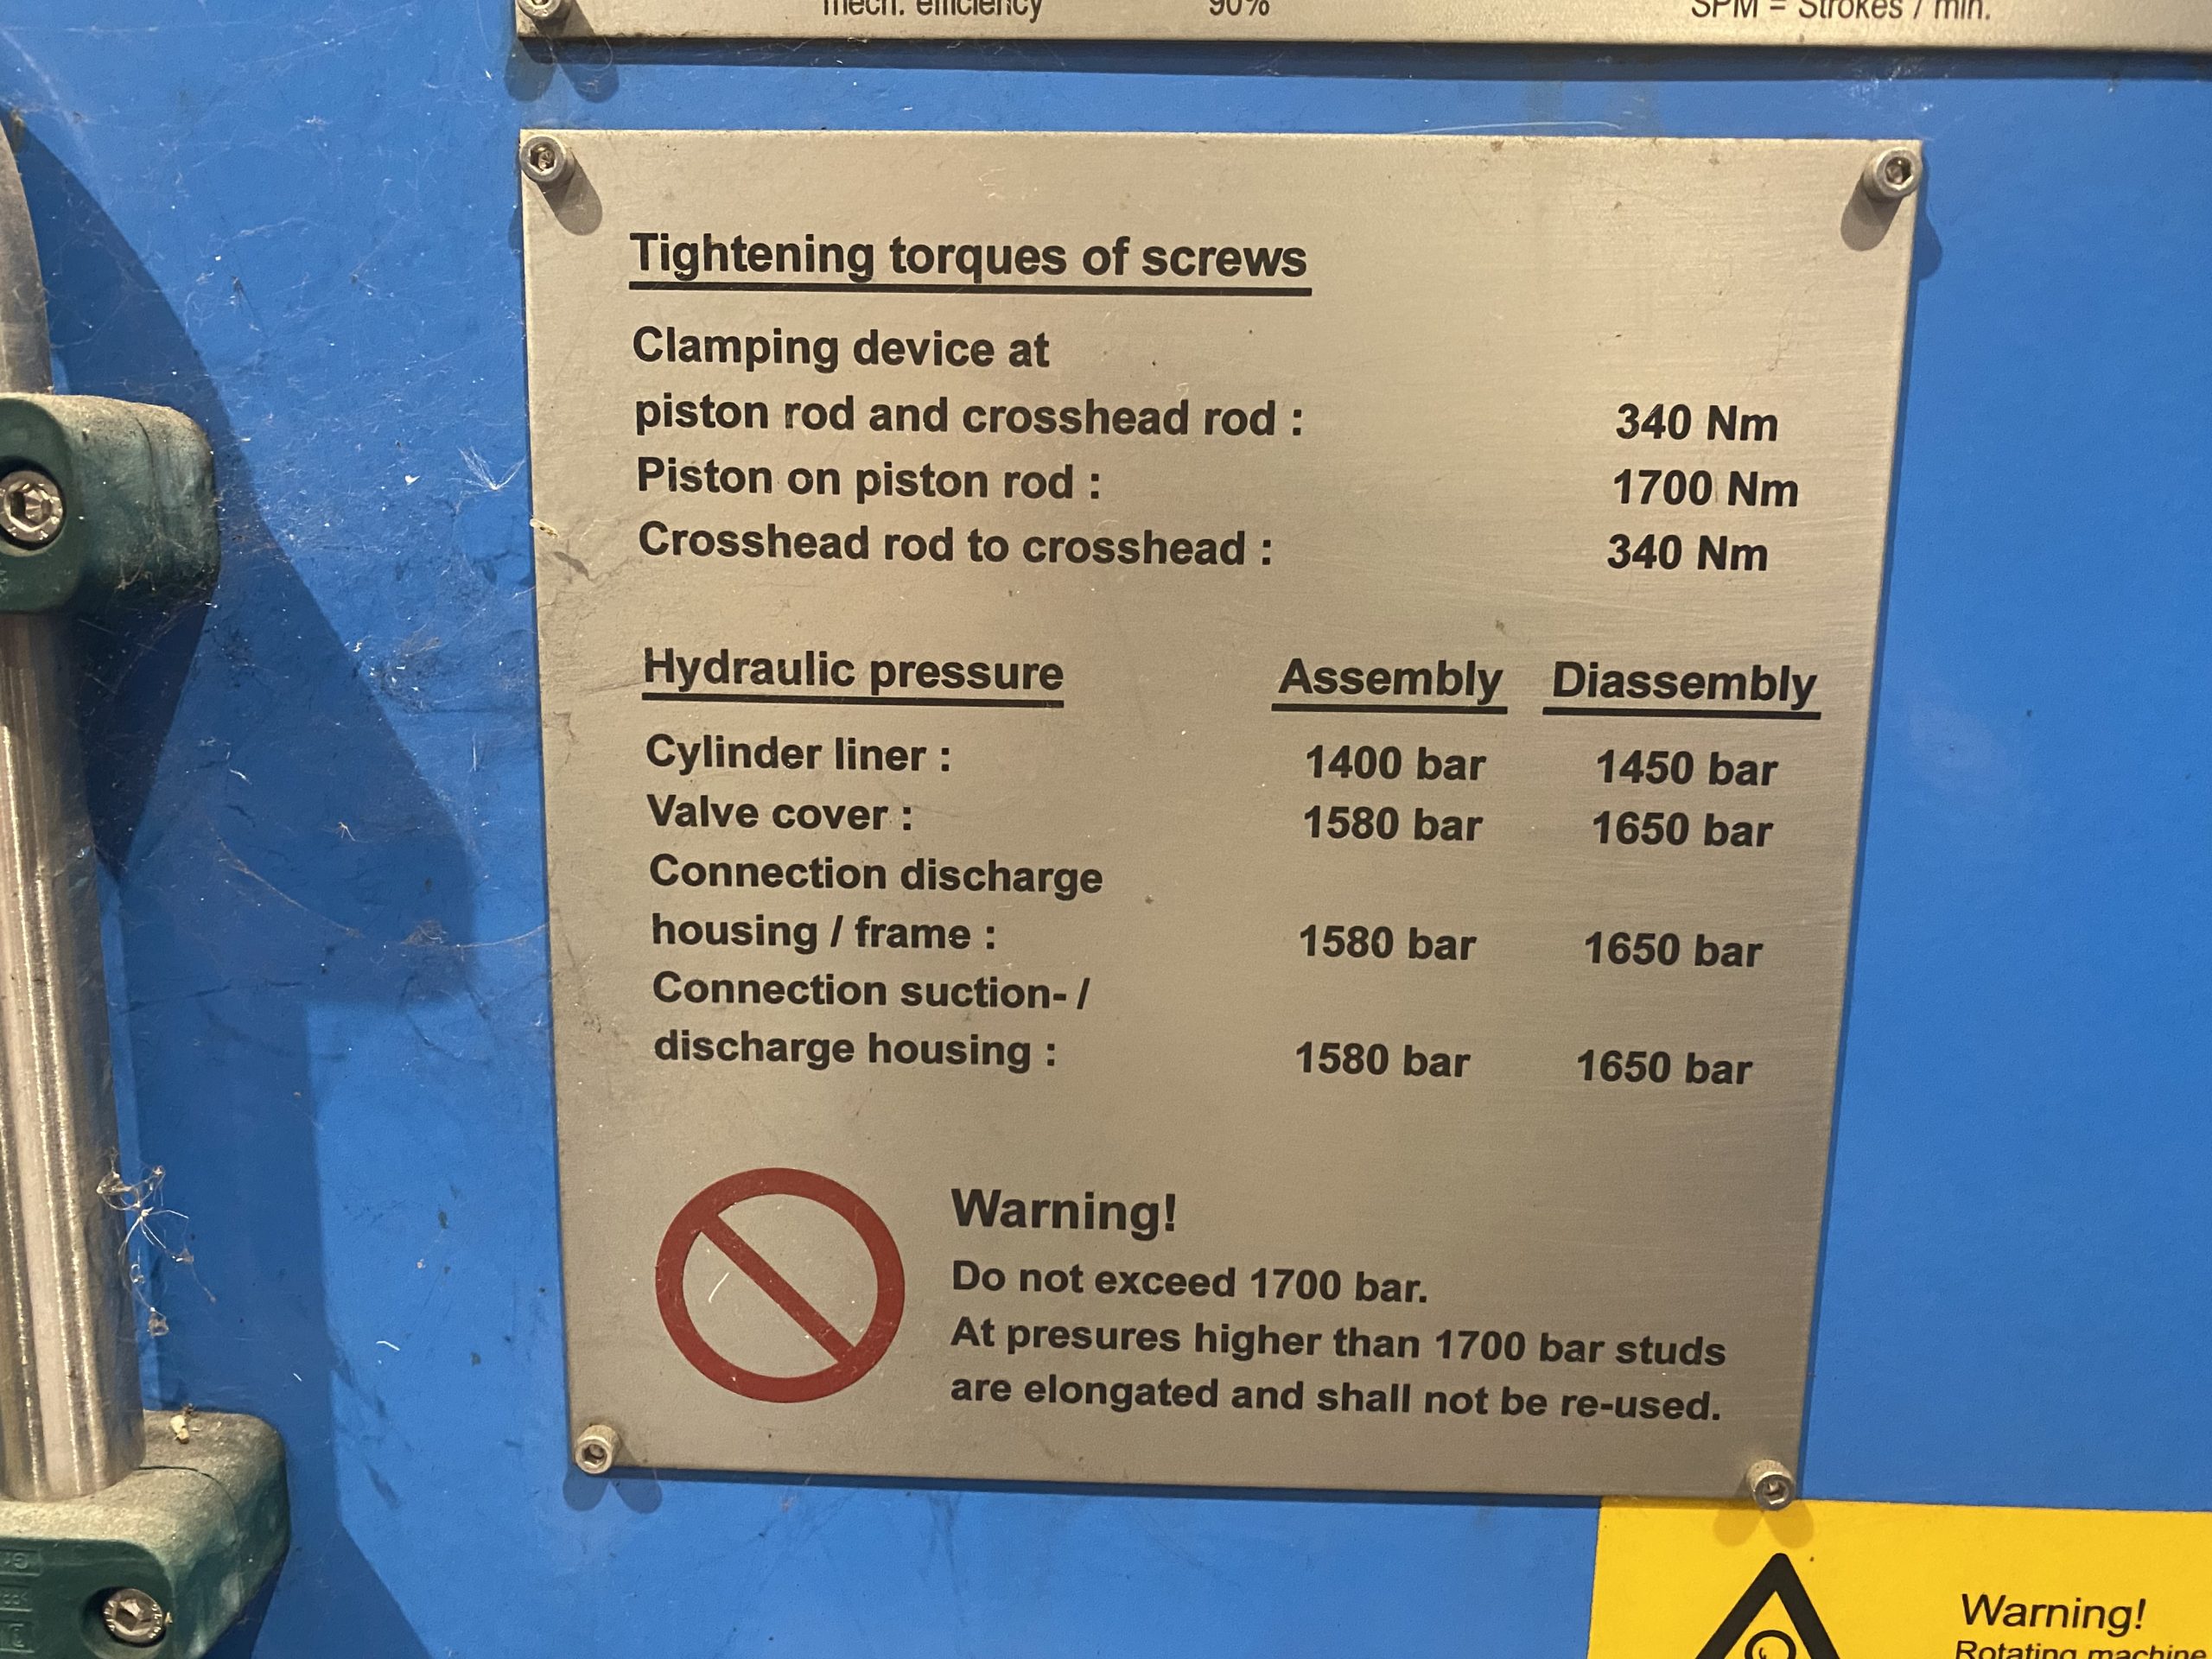 mech. efficiency 90% SPM = Strokes / min.
Tightening torques of screws
Clamping device at
piston rod and crosshead rod : 340 Nm
Piston on piston rod : 1700 Nm
Crosshead rod to crosshead : 340 Nm
Hydraulic pressure Assembly Diassembly
Cylinder liner : 1400 bar 1450 bar
Valve cover : 1580 bar 1650 bar
Connection discharge
housing / frame : 1580 bar 1650 bar
Connection suction- /
discharge housing : 1580 bar 1650 bar
Warning!
Do not exceed 1700 bar.
At presures higher than 1700 bar studs
are elongated and shall not be re-used.
Warning!
Rotating machine